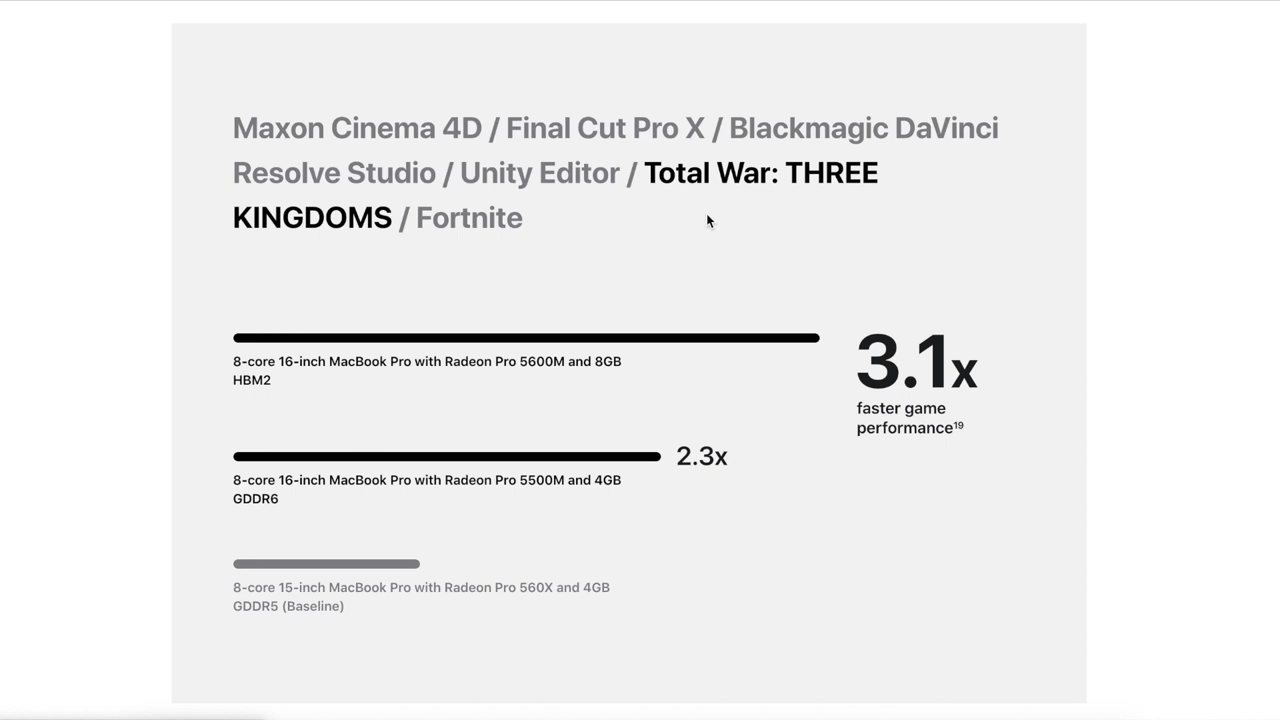 Maxon Cinema 4D / Final Cut Pro X / Blackmagic DaVinci
Resolve Studio / Unity Editor / Total War: THREE
KINGDOMS / Fortnite
8-core 16-inch MacBook Pro with Radeon Pro 5600M and 8GB
HBM2
3.1x
faster game
performance19
8-core 16-inch MacBook Pro with Radeon Pro 5500M and 4GB
GDDR6
2.3x
8-core 15-inch MacBook Pro with Radeon Pro 560X and 4GB
GDDR5 (Baseline)